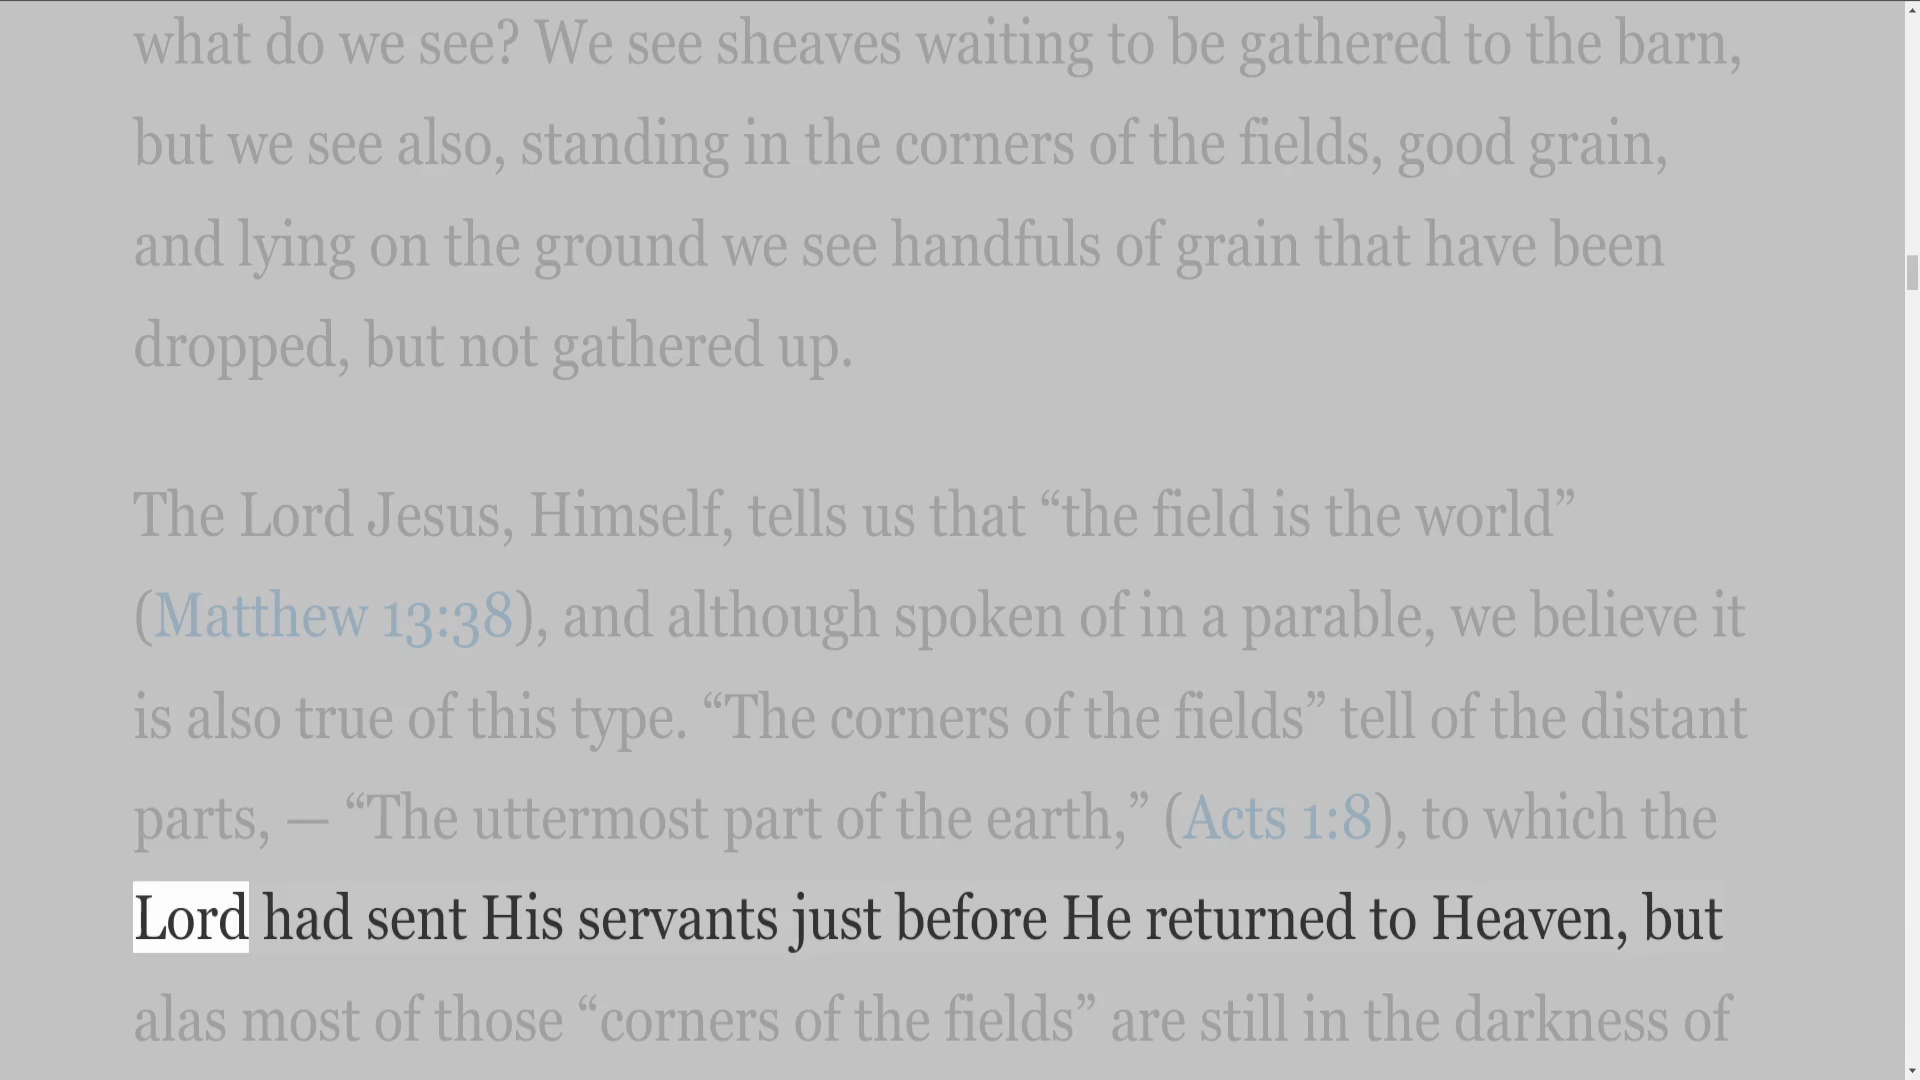 what do we see? We see sheaves waiting to be gathered to the barn,
but we see also, standing in the corners of the fields, good grain,
and lying on the ground we see handfuls of grain that have been
dropped, but not gathered up.
The Lord Jesus, Himself, tells us that “the field is the world”
(Matthew 13:38), and although spoken of in a parable, we believe it
is also true of this type. “The corners of the fields” tell of the distant
parts, — “The uttermost part of the earth,” (Acts 1:8), to which the
Lord had sent His servants just before He returned to Heaven, but
alas most of those “corners of the fields” are still in the darkness of